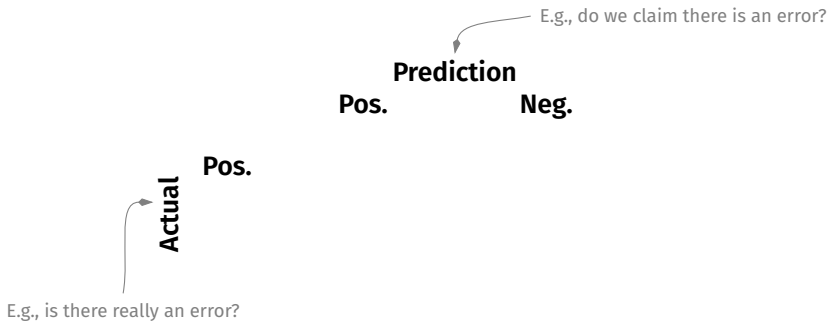 E.g., do we claim there is an error?
Prediction
Pos. Neg.
Pos.
Actual
E.g., is there really an error?